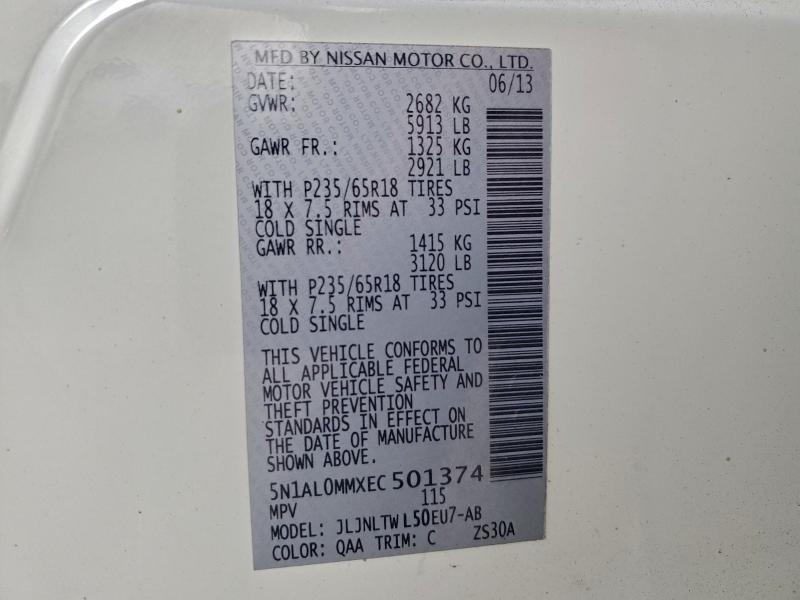 MFD BY NISSAN MOTOR CO., LTD.
DATE: 06/13
GVWR: 2682 KG
5913 LB
GAWR FR.: 1325 KG
2921 LB
WITH P235/65R18 TIRES
18 X 7.5 RIMS AT 33 PSI
COLD SINGLE
GAWR RR.: 1415 KG
3120 LB
WITH P235/65R18 TIRES
18 X 7.5 RIMS AT 33 PSI
COLD SINGLE
THIS VEHICLE CONFORMS TO
ALL APPLICABLE FEDERAL
MOTOR VEHICLE SAFETY AND
THEFT PREVENTION
STANDARDS IN EFFECT ON
THE DATE OF MANUFACTURE
SHOWN ABOVE.
5N1AL0MMXEC501374
MPV 115
MODEL: JLJNLTWL50EU7-AB
COLOR: QAA TRIM: C ZS30A